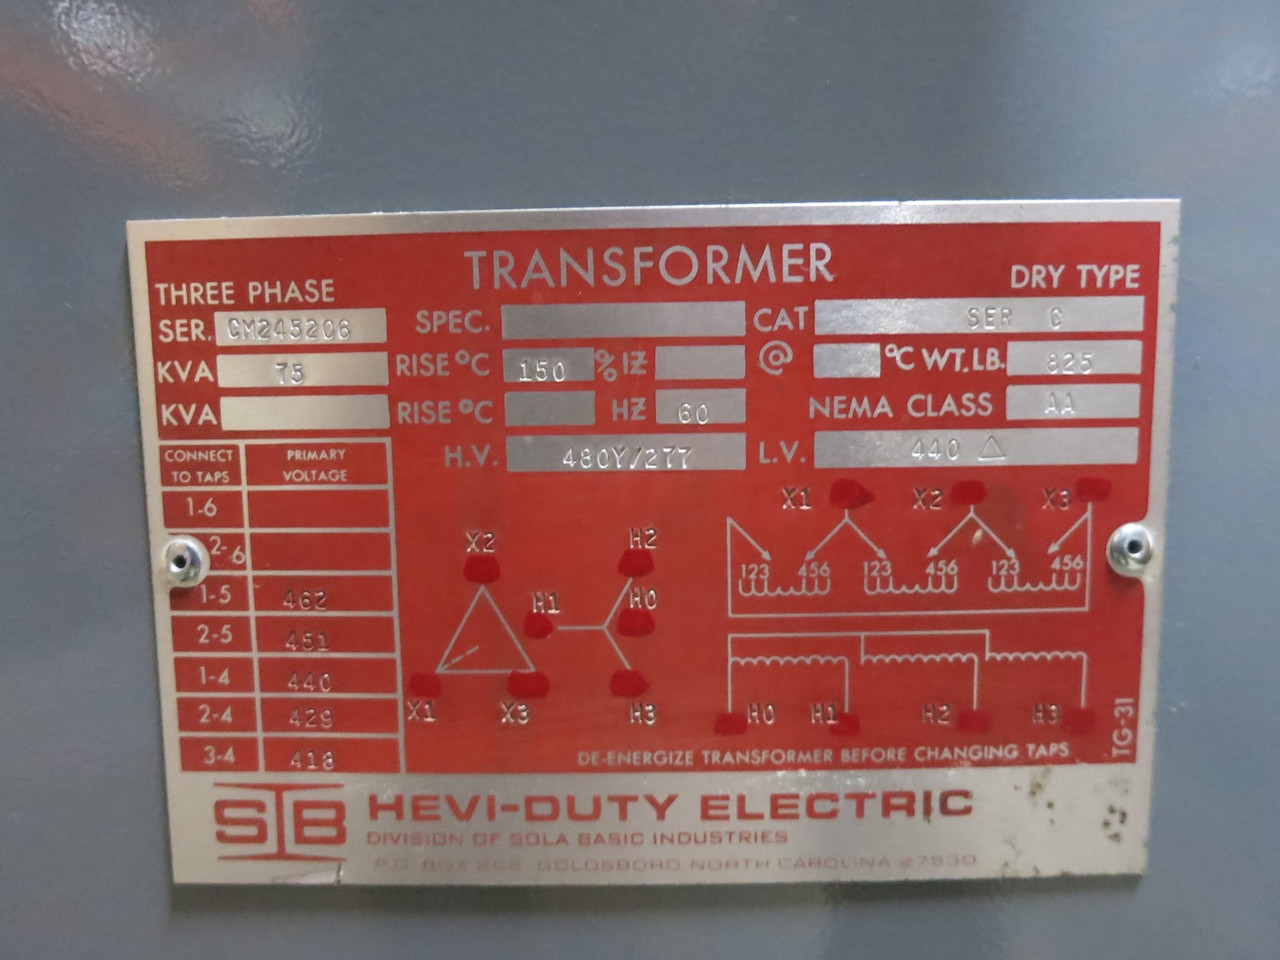 TRANSFORMER
THREE PHASE
DRY TYPE
SER. CM245206 SPEC. CAT SER C
KVA 75 RISE °C 150 % IZ @ °C WT. LB. 825
KVA RISE °C HZ 60 NEMA CLASS AA
H.V. 480Y/277 L.V. 440 △
CONNECT TO TAPS PRIMARY VOLTAGE
1-6
2-6
1-5 462
2-5 451
1-4 440
2-4 429
3-4 418
X2
X1 X3
H2
H1 H0
H3
X1 X2 X3
123 456 123 456 123 456
H0 H1 H2 H3
DE-ENERGIZE TRANSFORMER BEFORE CHANGING TAPS
TG-31
SB HEVI-DUTY ELECTRIC
DIVISION OF SOLA BASIC INDUSTRIES
P.O. BOX 268 GOLDSBORO, NORTH CAROLINA 27530